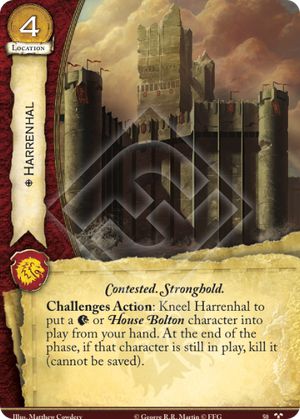 4
LOCATION
HARRENHAL
Contested. Stronghold.
Challenges Action: Kneel Harrenhal to
put a or House Bolton character into
play from your hand. At the end of the
phase, if that character is still in play, kill it
(cannot be saved).
Illus. Matthew Cowdery © George R.R. Martin © FFG